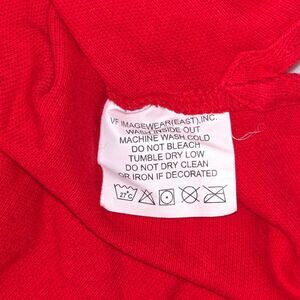 VF IMAGEWEAR(EAST),INC.
WASH INSIDE OUT
MACHINE WASH COLD
DO NOT BLEACH
TUMBLE DRY LOW
DO NOT DRY CLEAN
OR IRON IF DECORATED
27°C